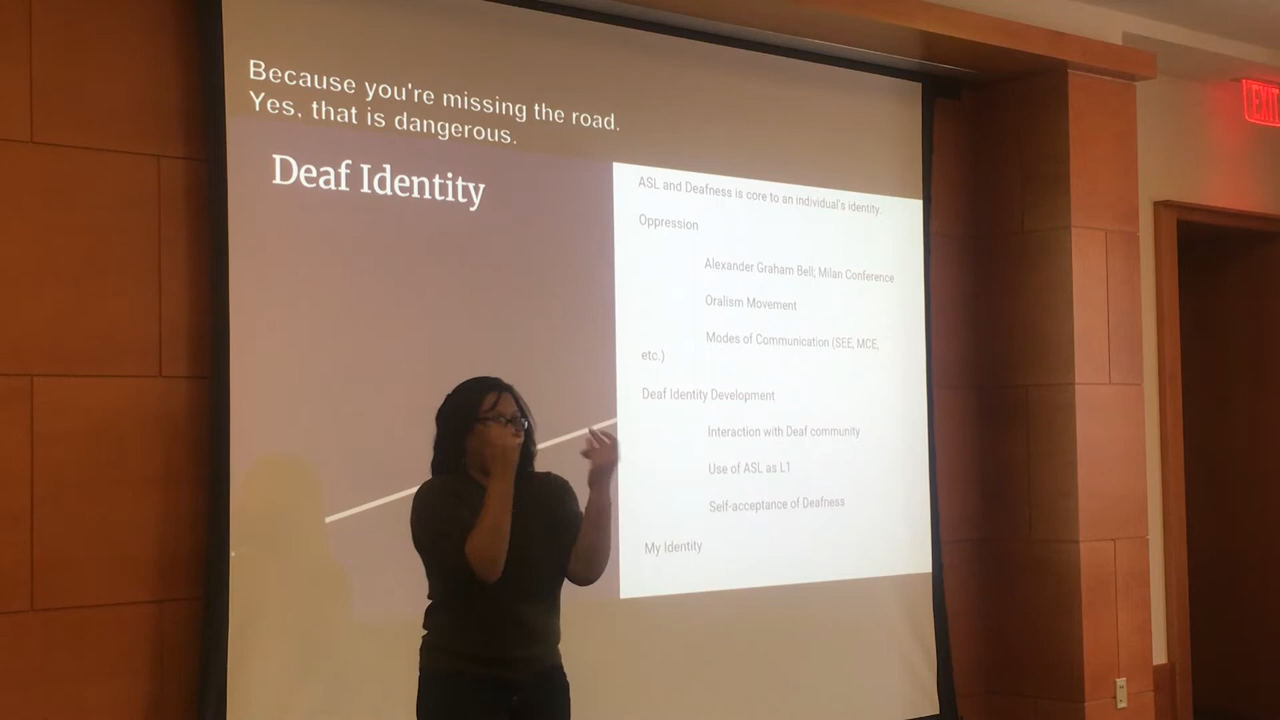 Because you're missing the road.
Yes, that is dangerous.
Deaf Identity
ASL and Deafness is core to an individual's identity.
Oppression
Alexander Graham Bell; Milan Conference
Oralism Movement
Modes of Communication (SEE, MCE,
etc.)
Deaf Identity Development
Interaction with Deaf community
Use of ASL as L1
Self-acceptance of Deafness
My Identity
EXIT